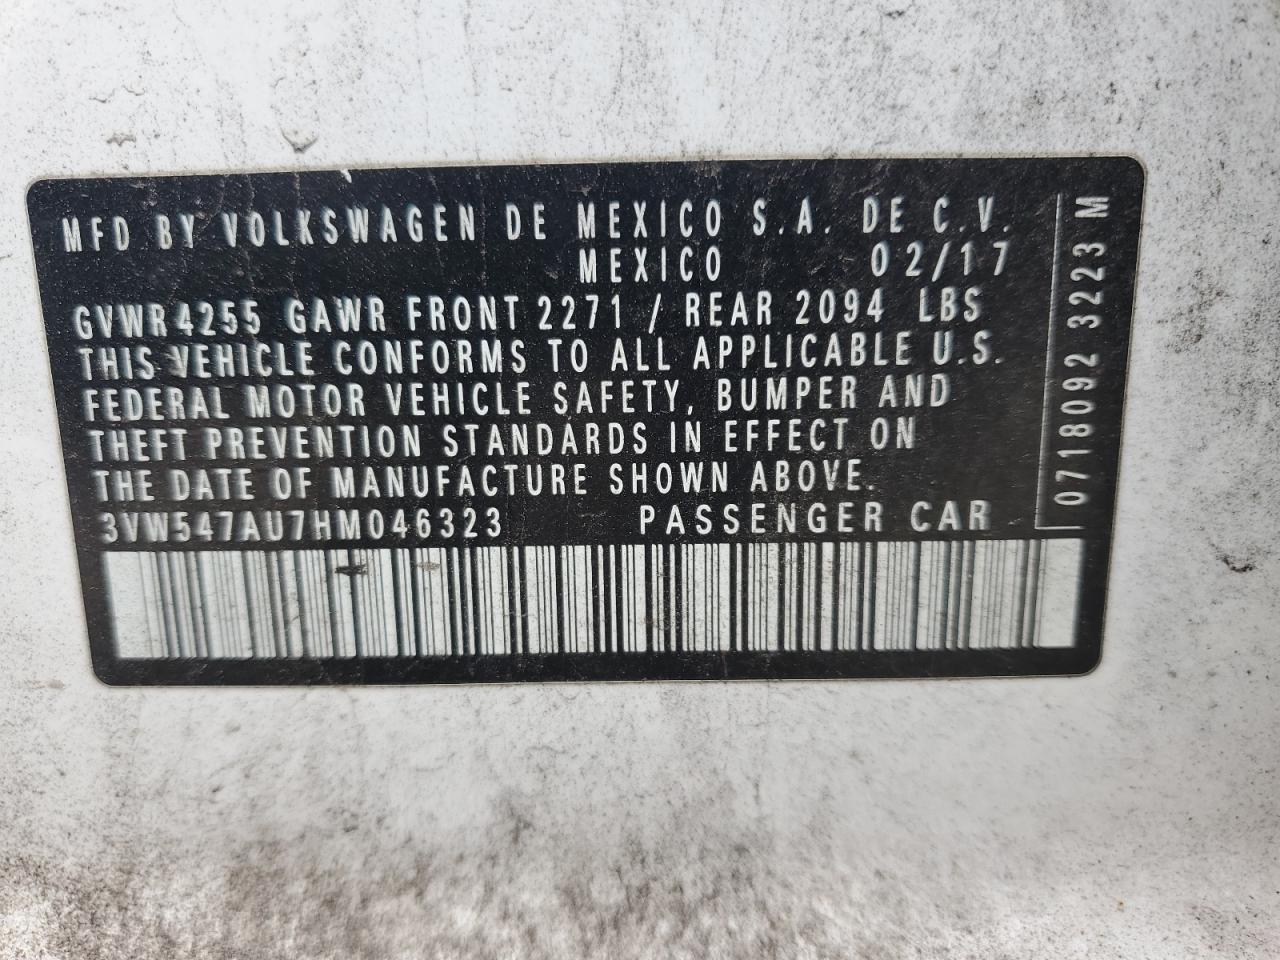 MFD BY VOLKSWAGEN DE MEXICO S.A. DE C.V.
MEXICO 02/17
GVWR 4255 GAWR FRONT 2271 / REAR 2094 LBS
THIS VEHICLE CONFORMS TO ALL APPLICABLE U.S.
FEDERAL MOTOR VEHICLE SAFETY, BUMPER AND
THEFT PREVENTION STANDARDS IN EFFECT ON
THE DATE OF MANUFACTURE SHOWN ABOVE.
3VW547AU7HM046323 PASSENGER CAR
0718092 3223 M